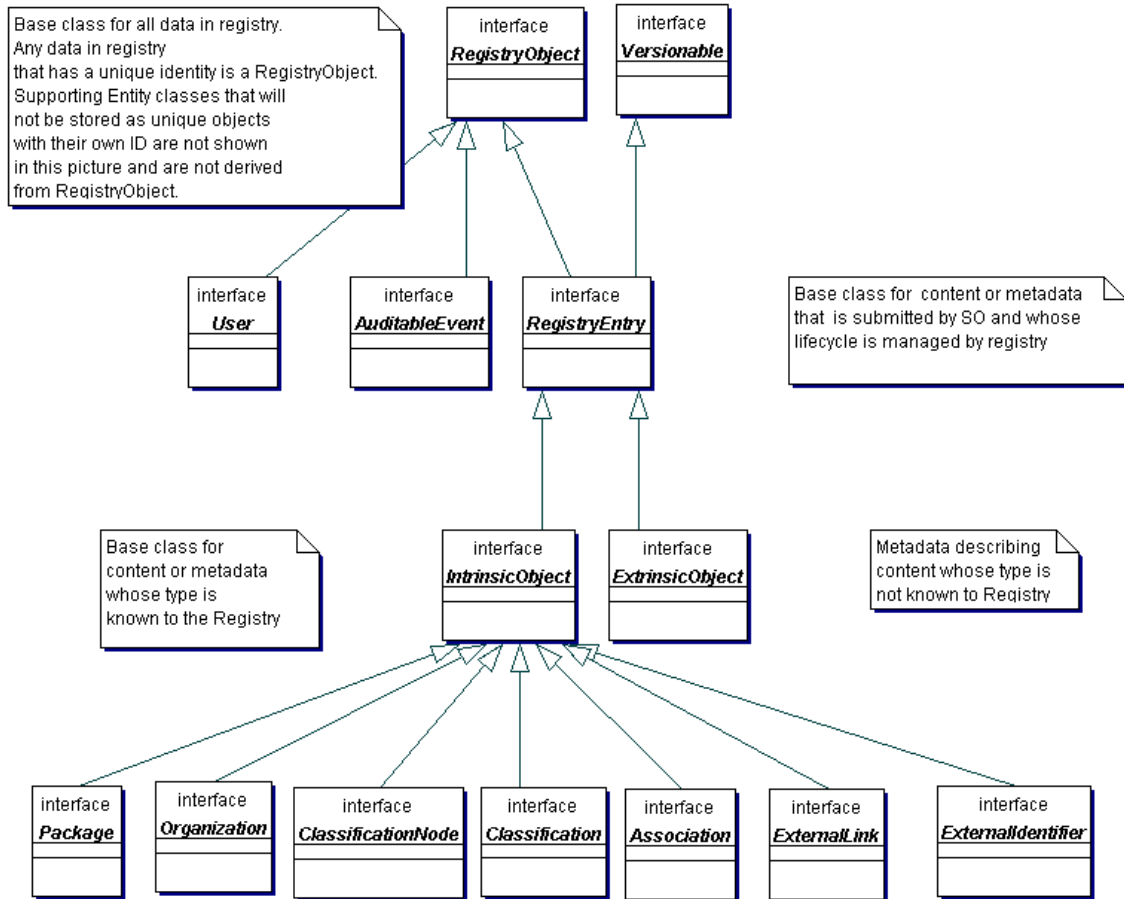 Base class for all data in registry.
Any data in registry
that has a unique identity is a RegistryObject.
Supporting Entity classes that will
not be stored as unique objects
with their own ID are not shown
in this picture and are not derived
from RegistryObject.
interface
RegistryObject
interface
Versionable
interface
User
interface
AuditableEvent
interface
RegistryEntry
Base class for content or metadata
that is submitted by SO and whose
lifecycle is managed by registry
Base class for
content or metadata
whose type is
known to the Registry
interface
IntrinsicObject
interface
ExtrinsicObject
Metadata describing
content whose type is
not known to Registry
interface
Package
interface
Organization
interface
ClassificationNode
interface
Classification
interface
Association
interface
ExternalLink
interface
ExternalIdentifier